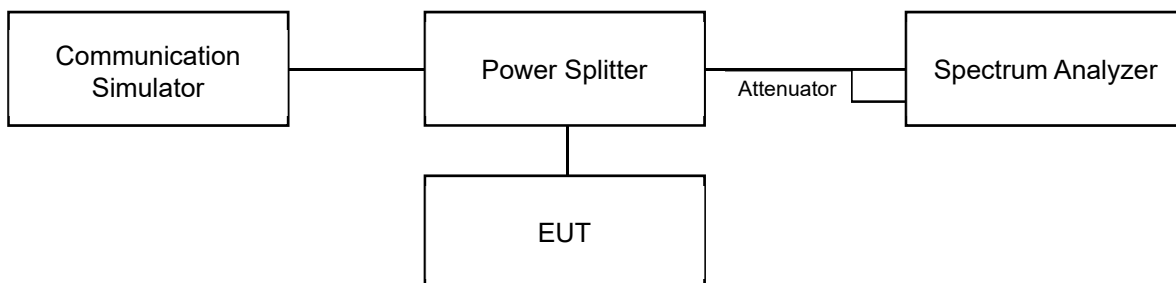 Communication
Simulator
Power Splitter
Attenuator
Spectrum Analyzer
EUT